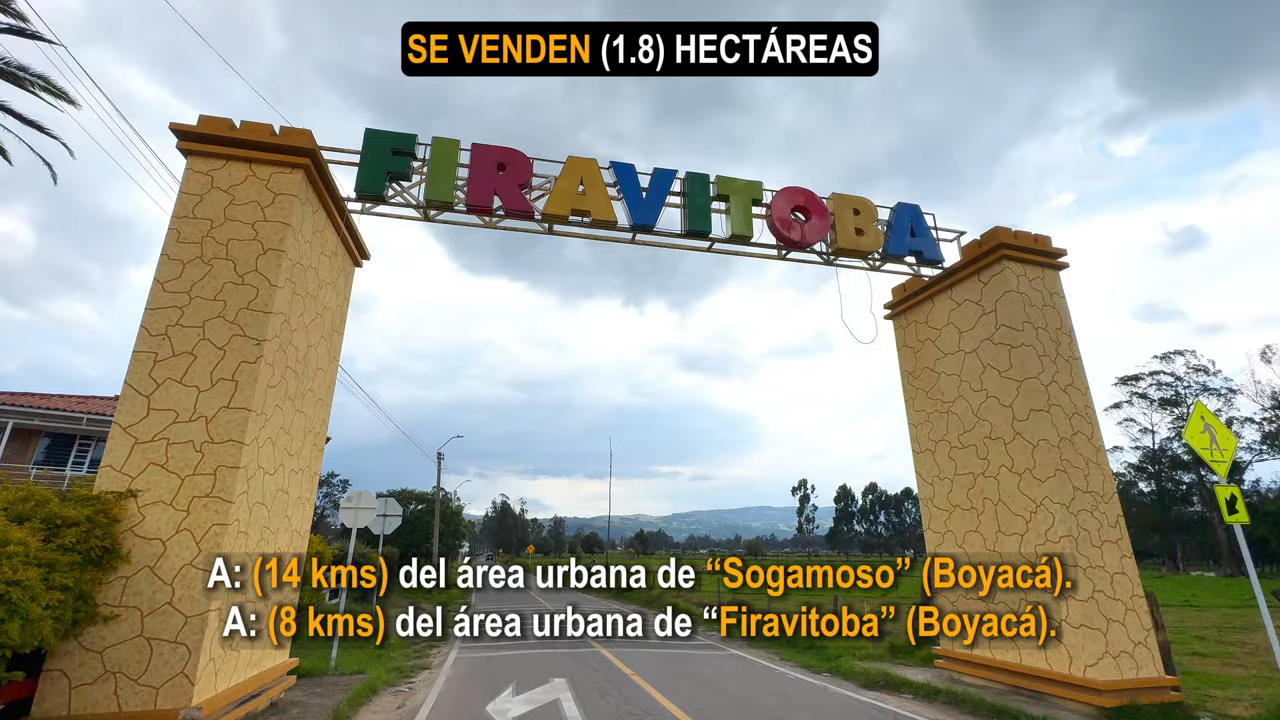 SE VENDEN (1.8) HECTÁREAS
FIRAVITOBA
A: (14 kms) del área urbana de “Sogamoso” (Boyacá).
A: (8 kms) del área urbana de “Firavitoba” (Boyacá).